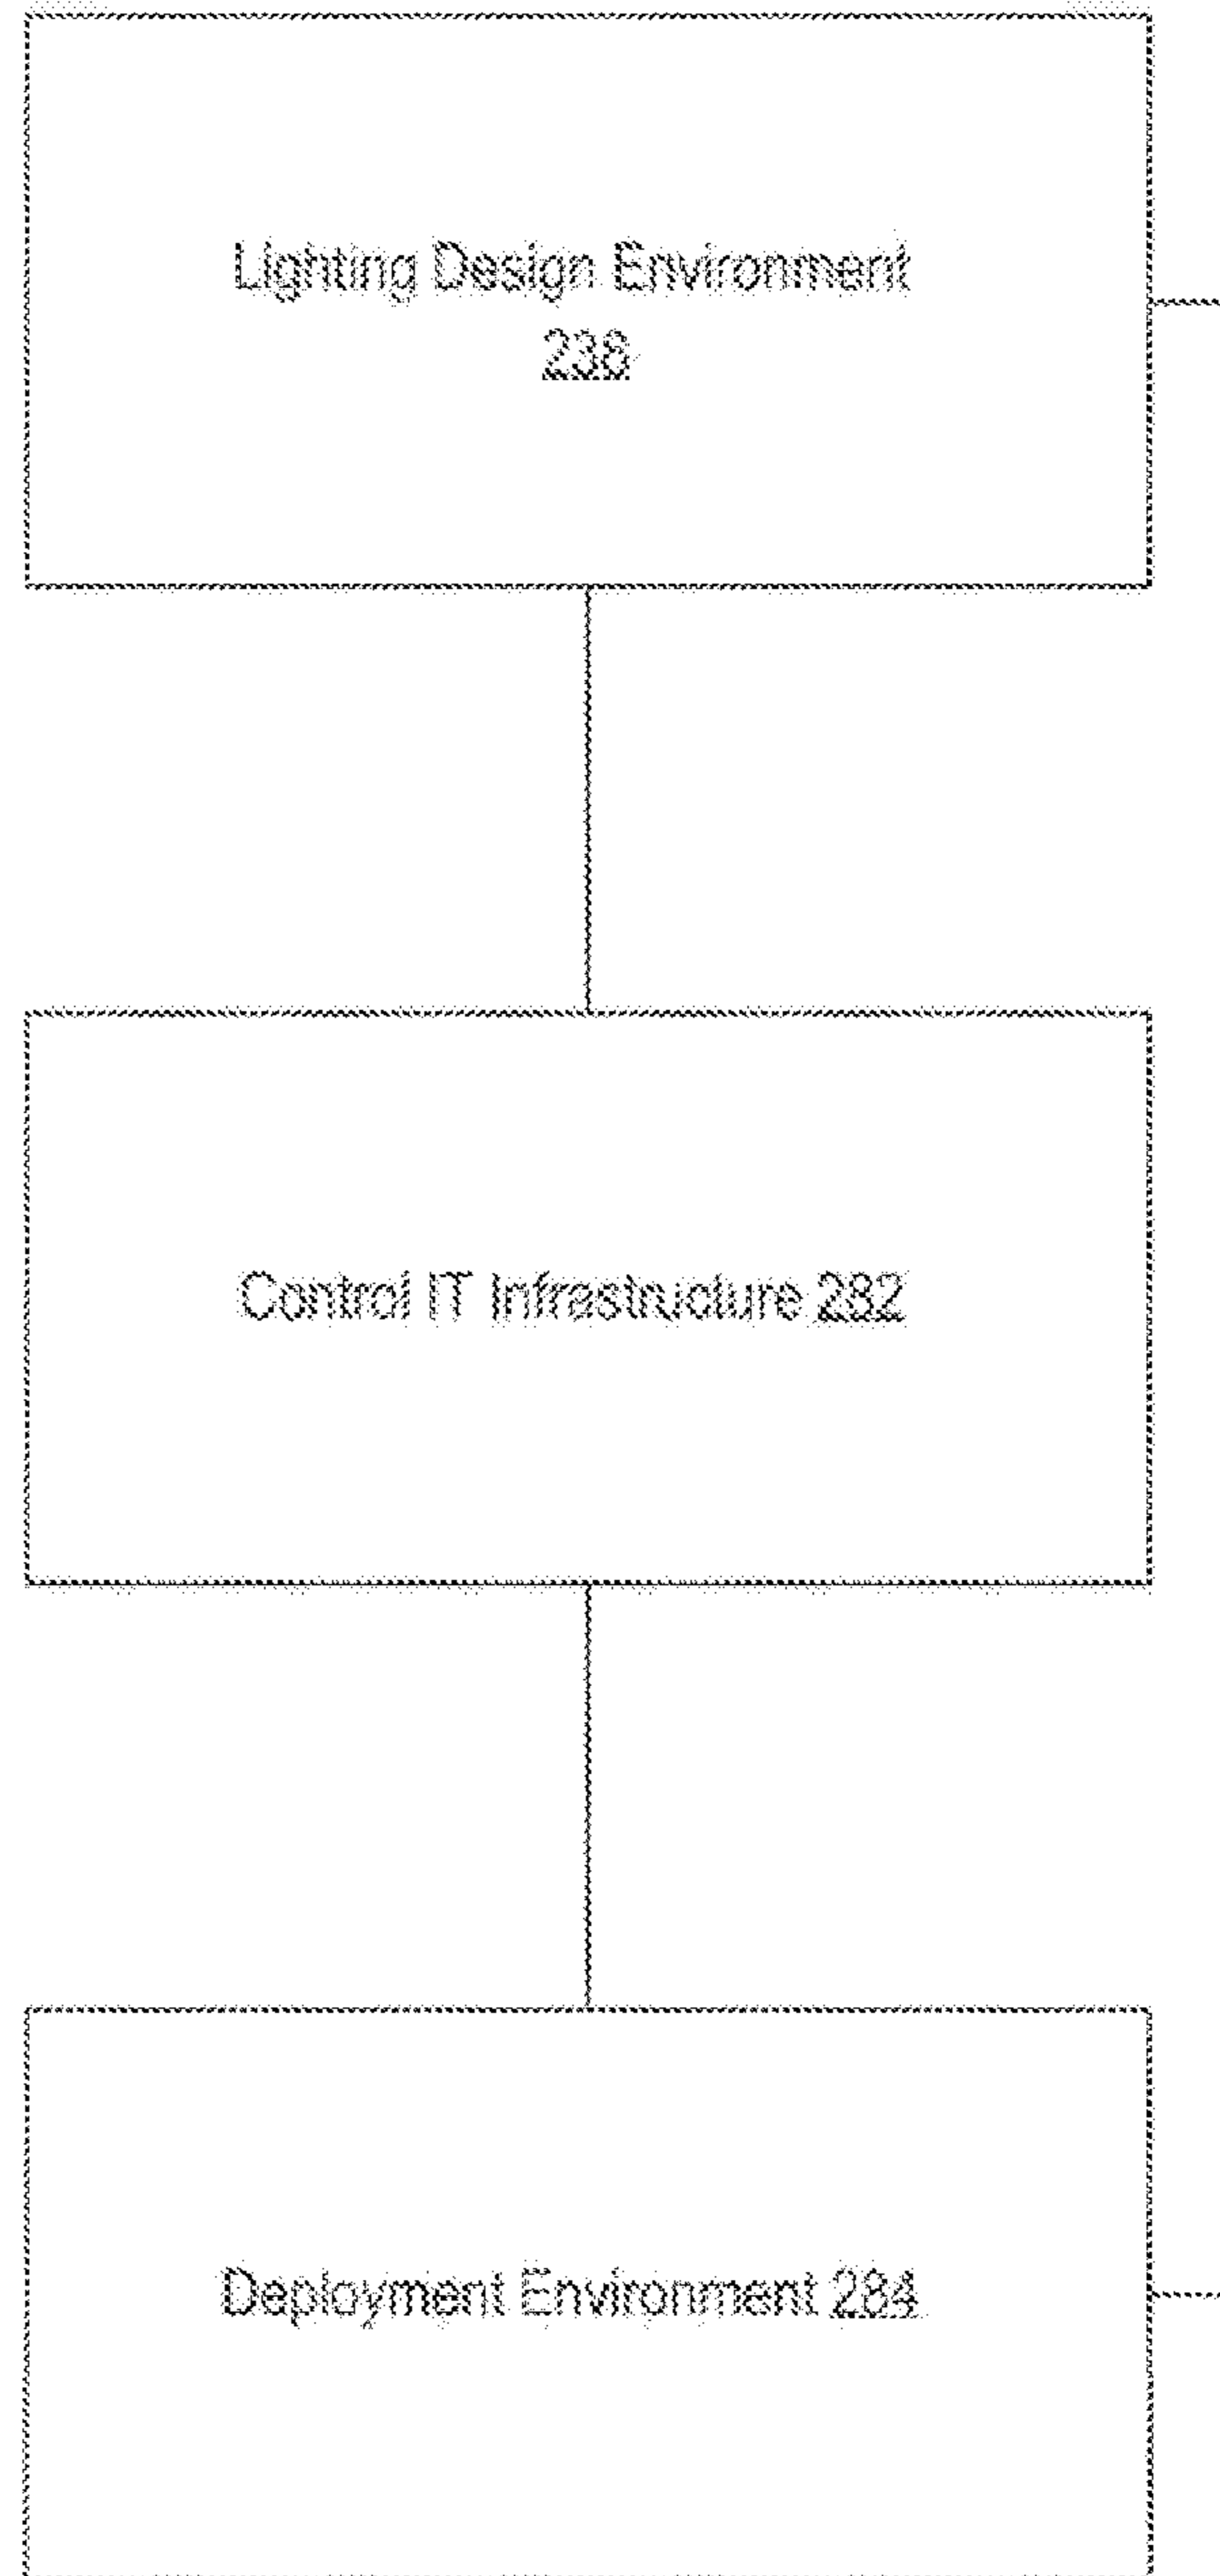 Lighting Design Environment
238
Control IT Infrastructure 282
Deployment Environment 284